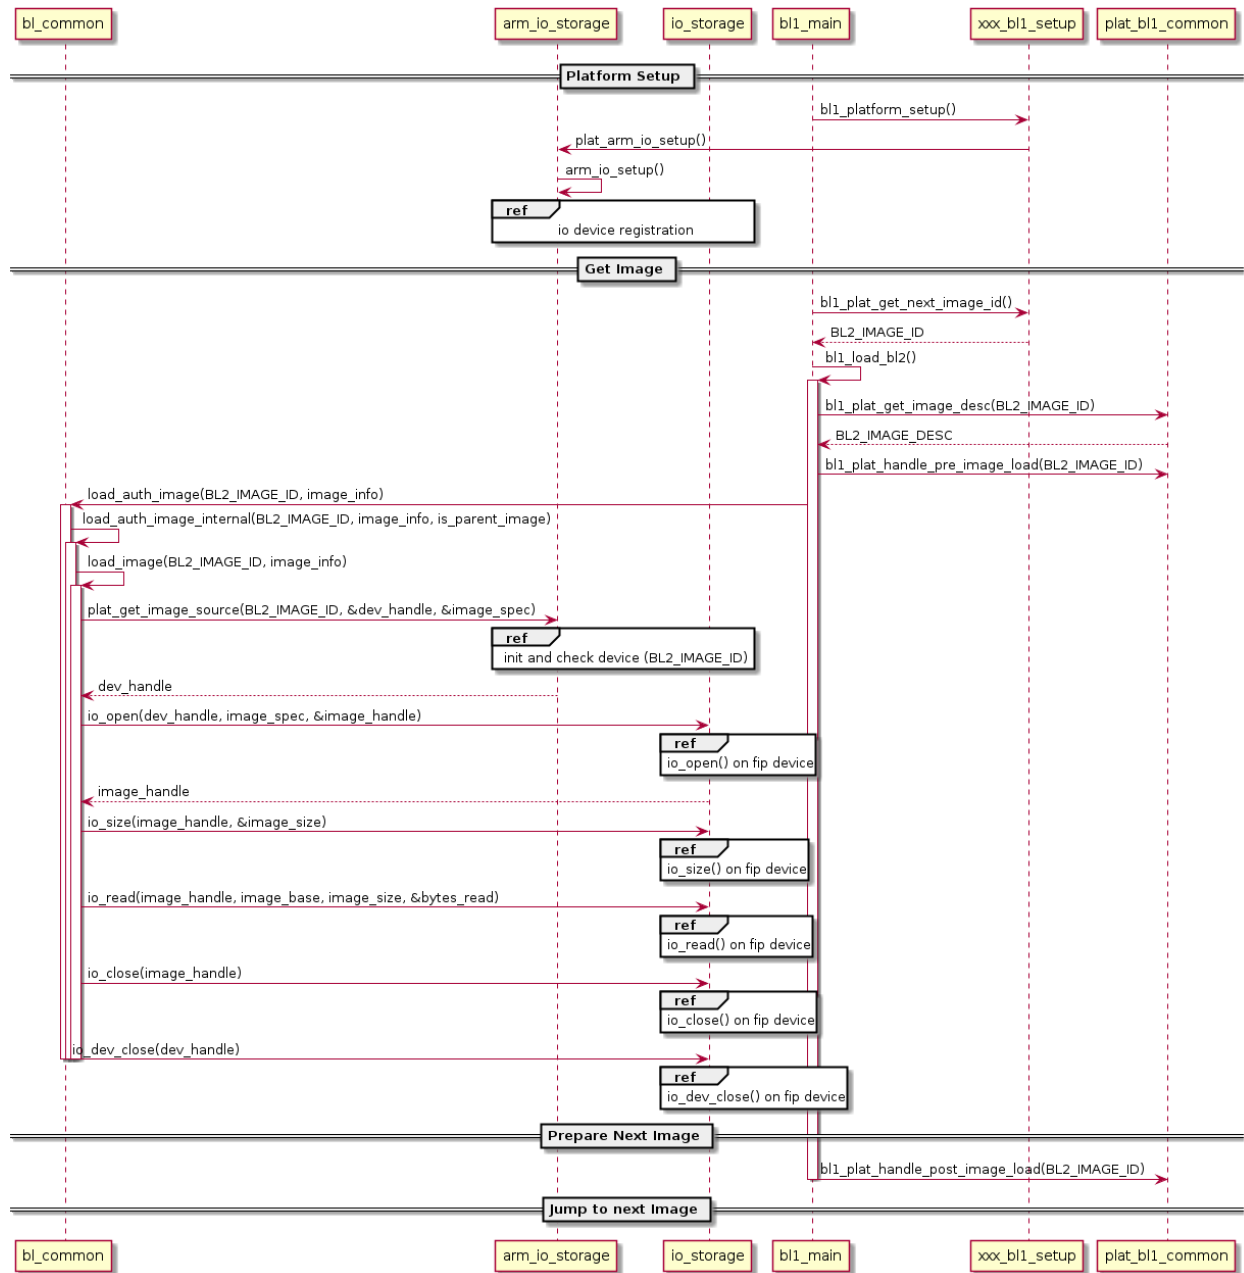 bl_common
arm_io_storage
io_storage
bl1_main
xxx_bl1_setup
plat_bl1_common
Platform Setup
bl1_platform_setup()
plat_arm_io_setup()
arm_io_setup()
ref
io device registration
Get Image
bl1_plat_get_next_image_id()
BL2_IMAGE_ID
bl1_load_bl2()
bl1_plat_get_image_desc(BL2_IMAGE_ID)
BL2_IMAGE_DESC
bl1_plat_handle_pre_image_load(BL2_IMAGE_ID)
load_auth_image(BL2_IMAGE_ID, image_info)
load_auth_image_internal(BL2_IMAGE_ID, image_info, is_parent_image)
load_image(BL2_IMAGE_ID, image_info)
plat_get_image_source(BL2_IMAGE_ID, &dev_handle, &image_spec)
ref
init and check device (BL2_IMAGE_ID)
dev_handle
io_open(dev_handle, image_spec, &image_handle)
ref
io_open() on fip device
image_handle
io_size(image_handle, &image_size)
ref
io_size() on fip device
io_read(image_handle, image_base, image_size, &bytes_read)
ref
io_read() on fip device
io_close(image_handle)
ref
io_close() on fip device
io_dev_close(dev_handle)
ref
io_dev_close() on fip device
Prepare Next Image
bl1_plat_handle_post_image_load(BL2_IMAGE_ID)
Jump to next Image
bl_common
arm_io_storage
io_storage
bl1_main
xxx_bl1_setup
plat_bl1_common